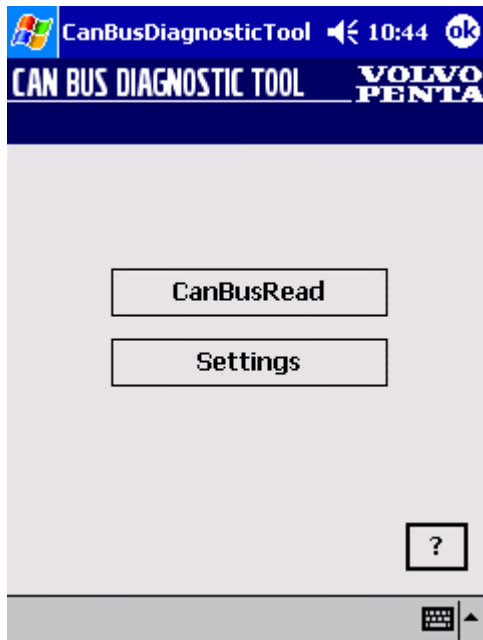 CanBusDiagnosticTool 10:44 ok
CAN BUS DIAGNOSTIC TOOL VOLVO
PENTA
CanBusRead
Settings
?